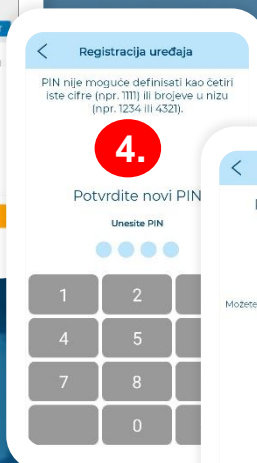 Registracija uređaja
PIN nije moguće definisati kao četiri
iste cifre (npr. 1111) ili brojeve u nizu
(npr. 1234 ili 4321).
4.
Potvrdite novi PIN
Unesite PIN
1 2
4 5
7 8
0
Možete